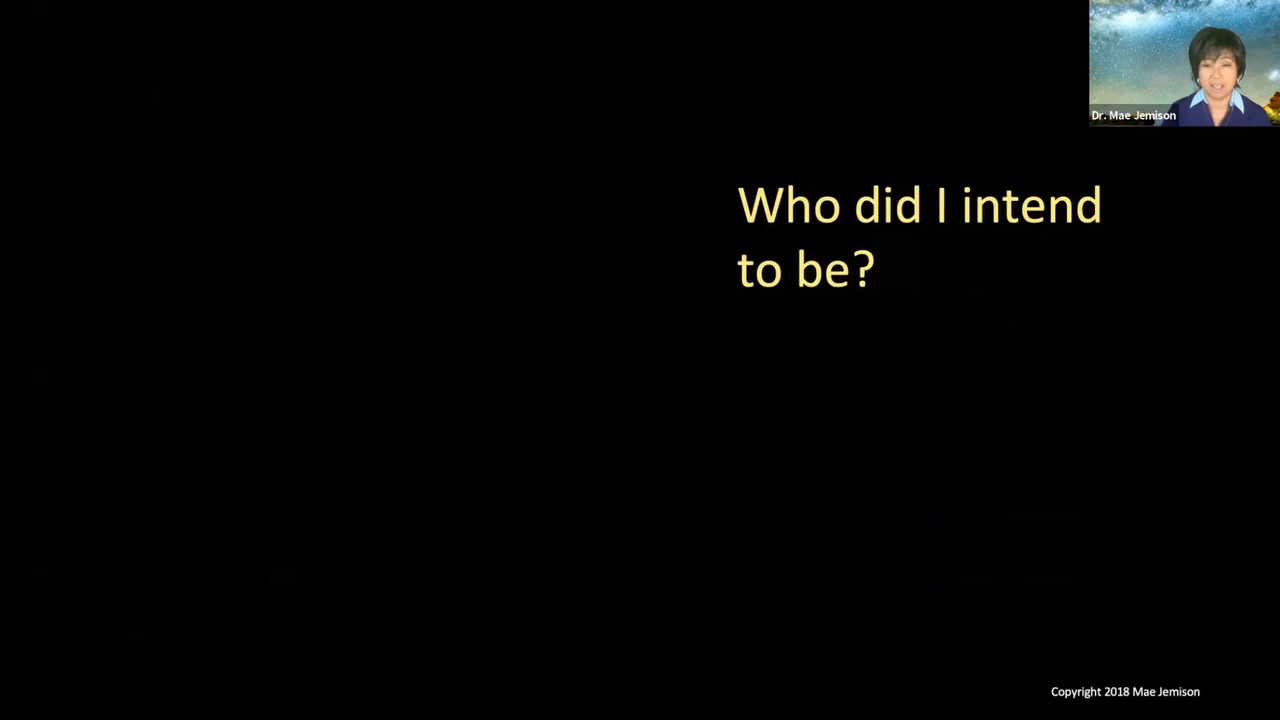 Dr. Mae Jemison
Who did I intend
to be?
Copyright 2018 Mae Jemison